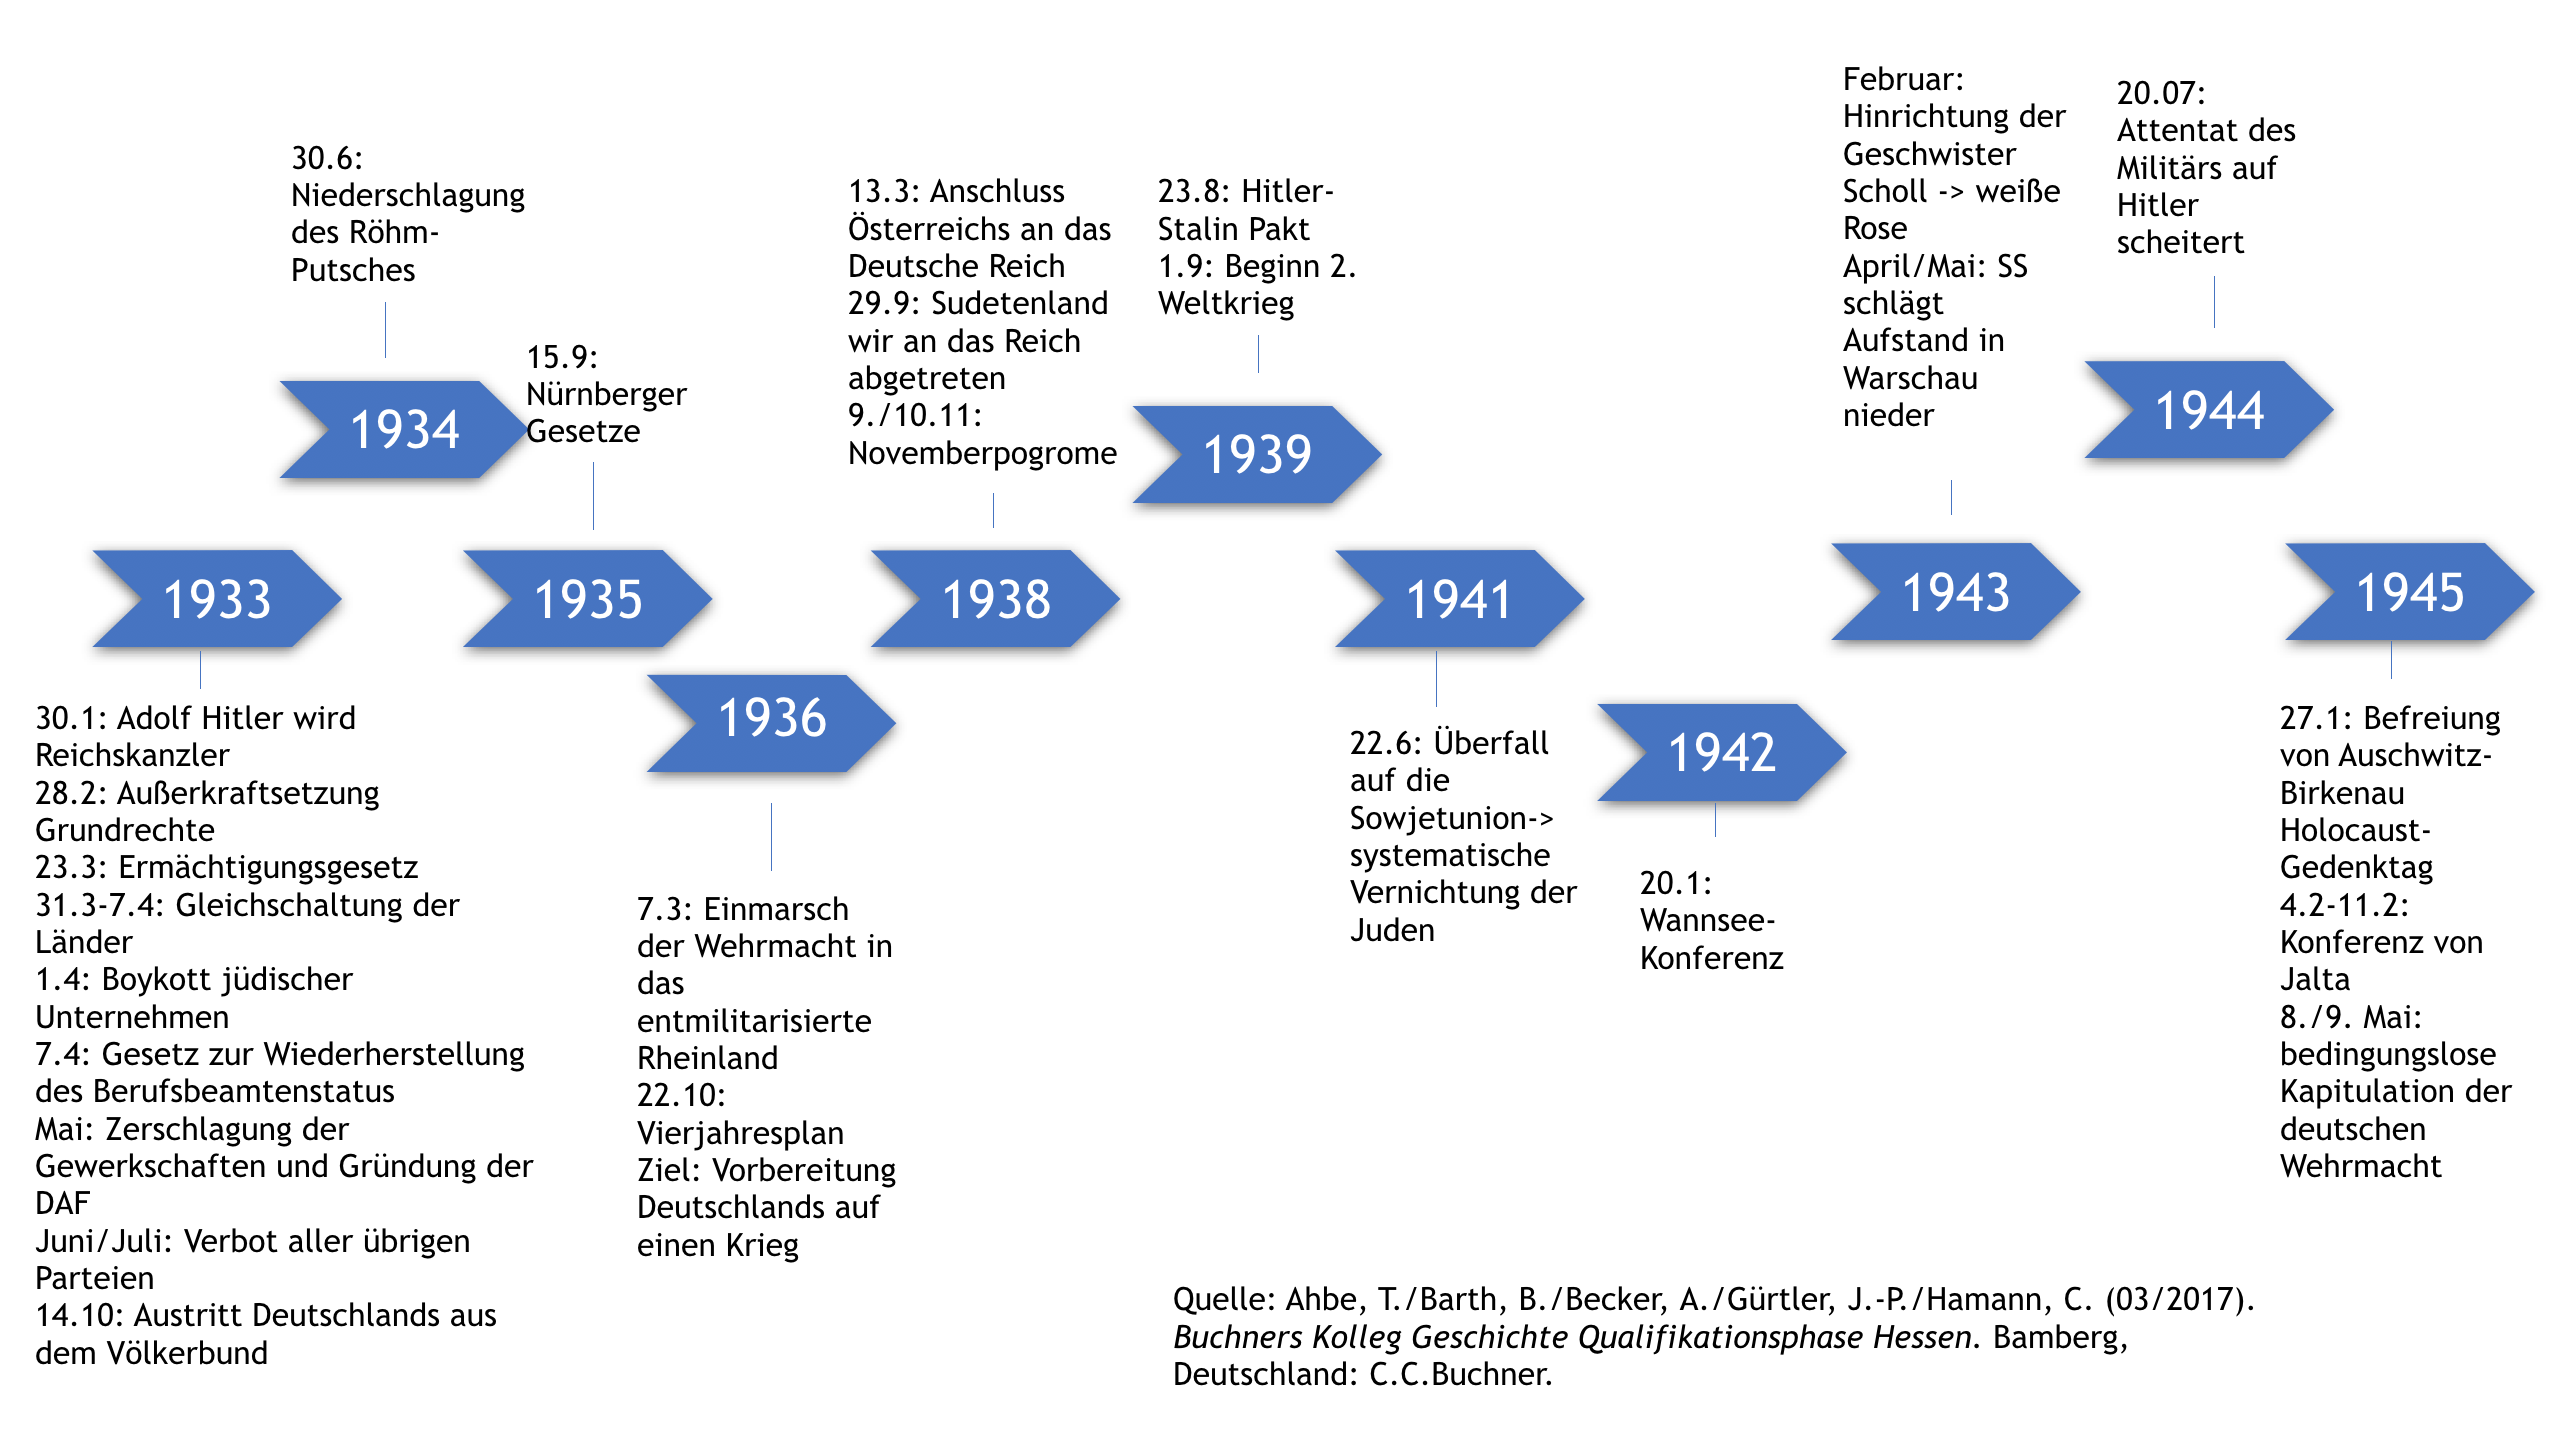 1933
30.1: Adolf Hitler wird
Reichskanzler
28.2: Außerkraftsetzung
Grundrechte
23.3: Ermächtigungsgesetz
31.3-7.4: Gleichschaltung der
Länder
1.4: Boykott jüdischer
Unternehmen
7.4: Gesetz zur Wiederherstellung
des Berufsbeamtenstatus
Mai: Zerschlagung der
Gewerkschaften und Gründung der
DAF
Juni/Juli: Verbot aller übrigen
Parteien
14.10: Austritt Deutschlands aus
dem Völkerbund
30.6:
Niederschlagung
des Röhm-
Putsches
1934
15.9:
Nürnberger
Gesetze
1935
1936
7.3: Einmarsch
der Wehrmacht in
das
entmilitarisierte
Rheinland
22.10:
Vierjahresplan
Ziel: Vorbereitung
Deutschlands auf
einen Krieg
13.3: Anschluss
Österreichs an das
Deutsche Reich
29.9: Sudetenland
wir an das Reich
abgetreten
9./10.11:
Novemberpogrome
1938
23.8: Hitler-
Stalin Pakt
1.9: Beginn 2.
Weltkrieg
1939
1941
22.6: Überfall
auf die
Sowjetunion->
systematische
Vernichtung der
Juden
1942
20.1:
Wannsee-
Konferenz
Februar:
Hinrichtung der
Geschwister
Scholl -> weiße
Rose
April/Mai: SS
schlägt
Aufstand in
Warschau
nieder
1943
20.07:
Attentat des
Militärs auf
Hitler
scheitert
1944
1945
27.1: Befreiung
von Auschwitz-
Birkenau
Holocaust-
Gedenktag
4.2-11.2:
Konferenz von
Jalta
8./9. Mai:
bedingungslose
Kapitulation der
deutschen
Wehrmacht
Quelle: Ahbe, T./Barth, B./Becker, A./Gürtler, J.-P./Hamann, C. (03/2017).
Buchners Kolleg Geschichte Qualifikationsphase Hessen. Bamberg,
Deutschland: C.C.Buchner.